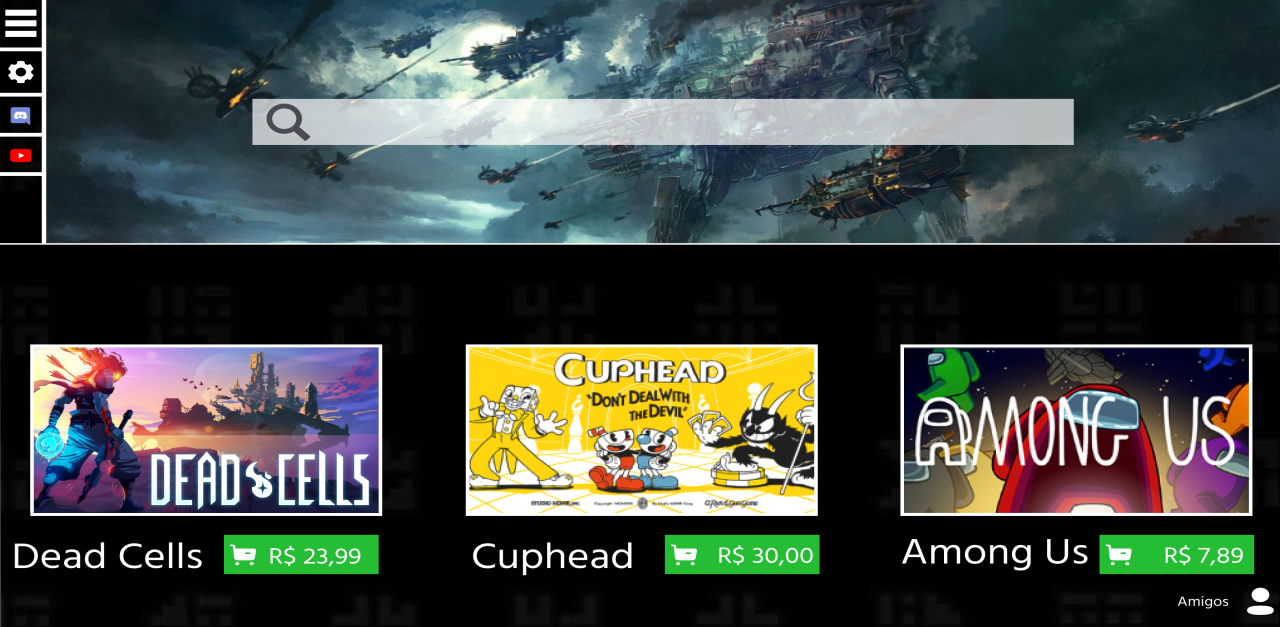 DEAD CELLS
CUPHEAD
"DON'T DEAL WITH
THE DEVIL"
AMONG US
Dead Cells
R$ 23,99
Cuphead
R$ 30,00
Among Us
R$ 7,89
Amigos